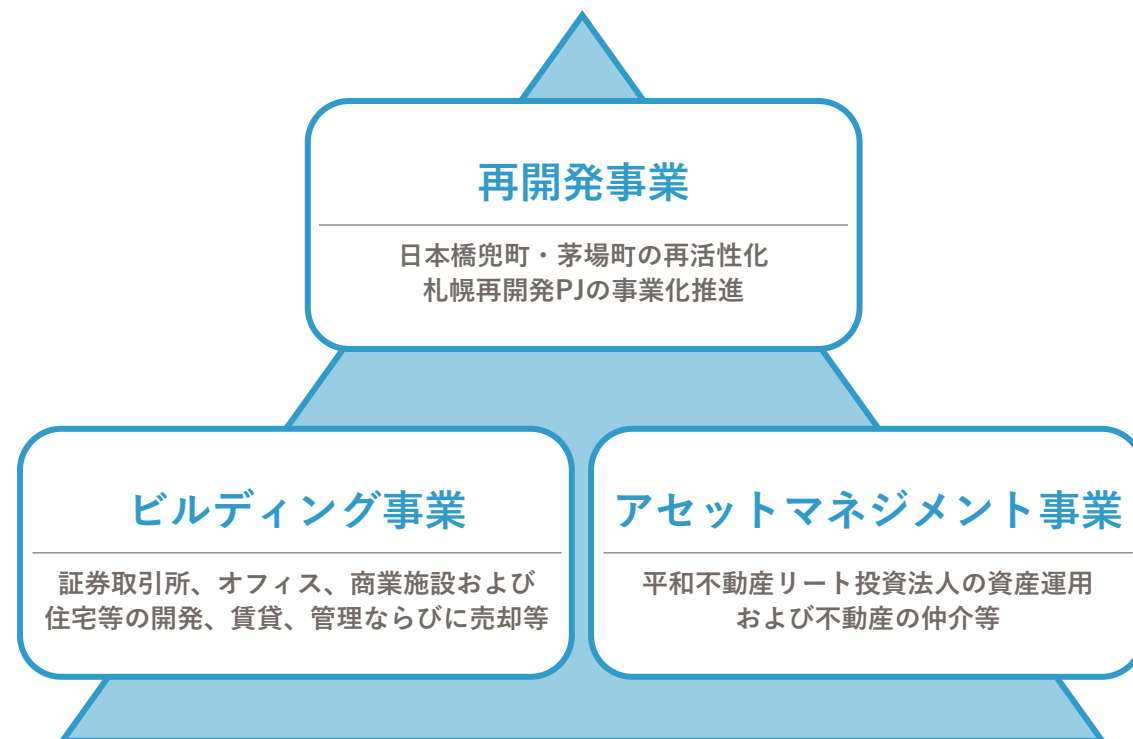 再開発事業
日本橋兜町・茅場町の再活性化
札幌再開発PJの事業化推進
ビルディング事業
証券取引所、オフィス、商業施設および
住宅等の開発、賃貸、管理ならびに売却等
アセットマネジメント事業
平和不動産リート投資法人の資産運用
および不動産の仲介等